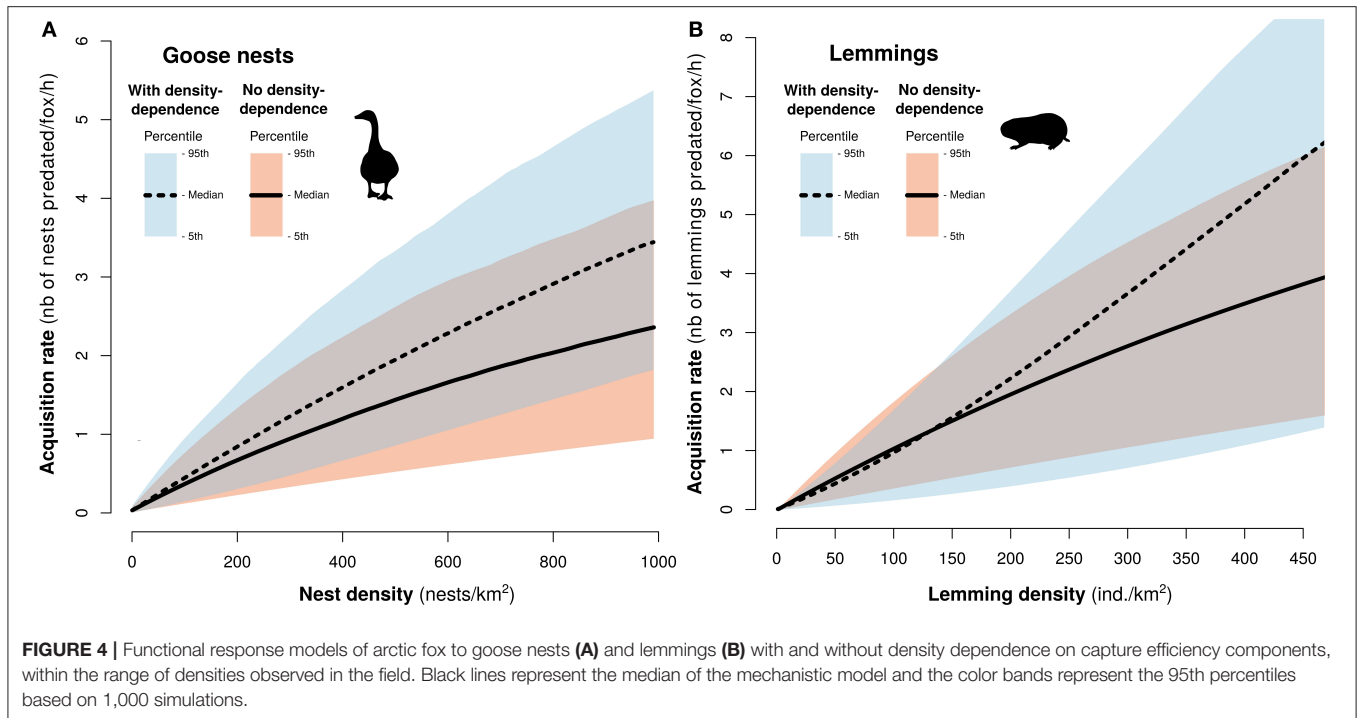 A
Goose nests
With density-
dependence
No density-
dependence
Percentile
Percentile
- 95th
- 95th
- Median
- Median
- 5th
- 5th
Acquisition rate (nb of nests predated/fox/h)
6
5
4
3
2
1
0
0 200 400 600 800 1000
Nest density (nests/km²)
B
Lemmings
With density-
dependence
No density-
dependence
Percentile
Percentile
- 95th
- 95th
- Median
- Median
- 5th
- 5th
Acquisition rate (nb of lemmings predated/fox/h)
8
7
6
5
4
3
2
1
0
0 50 100 150 200 250 300 350 400 450
Lemming density (ind./km²)
FIGURE 4 | Functional response models of arctic fox to goose nests (A) and lemmings (B) with and without density dependence on capture efficiency components,
within the range of densities observed in the field. Black lines represent the median of the mechanistic model and the color bands represent the 95th percentiles
based on 1,000 simulations.